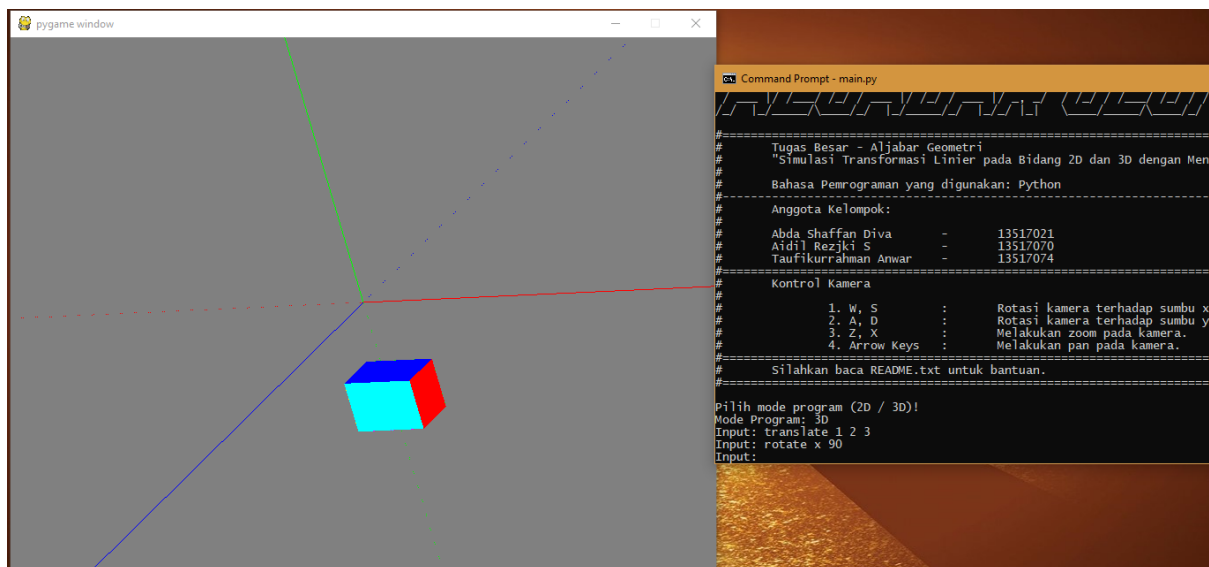 pygame window
Command Prompt - main.py
#======================================================================
#	Tugas Besar - Aljabar Geometri
#	"Simulasi Transformasi Linier pada Bidang 2D dan 3D dengan Men
#
#	Bahasa Pemrograman yang digunakan: Python
#----------------------------------------------------------------------
#	Anggota Kelompok:
#
#	Abda Shaffan Diva	-	13517021
#	Aidil Rezjki S	-	13517070
#	Taufikurrahman Anwar	-	13517074
#======================================================================
#	Kontrol Kamera
#
#	1. W, S	:	Rotasi kamera terhadap sumbu x
#	2. A, D	:	Rotasi kamera terhadap sumbu y
#	3. Z, X	:	Melakukan zoom pada kamera.
#	4. Arrow Keys	:	Melakukan pan pada kamera.
#======================================================================
#	Silahkan baca README.txt untuk bantuan.
#======================================================================
Pilih mode program (2D / 3D)!
Mode Program: 3D
Input: translate 1 2 3
Input: rotate x 90
Input: